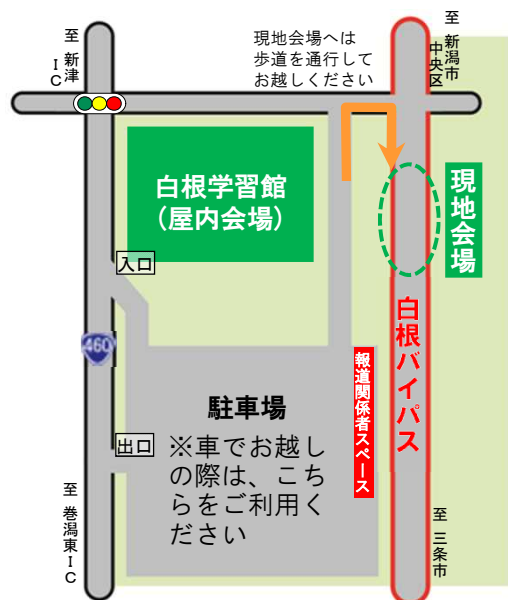 至 新津
IC
現地会場へは
歩道を通行して
お越しください
至 新潟市
中央区
白根学習館
（屋内会場）
現地会場
入口
460
白根バイパス
報道関係者スペース
駐車場
※車でお越し
の際は、こち
らをご利用く
ださい
出口
至 巻潟東IC
至 三条市